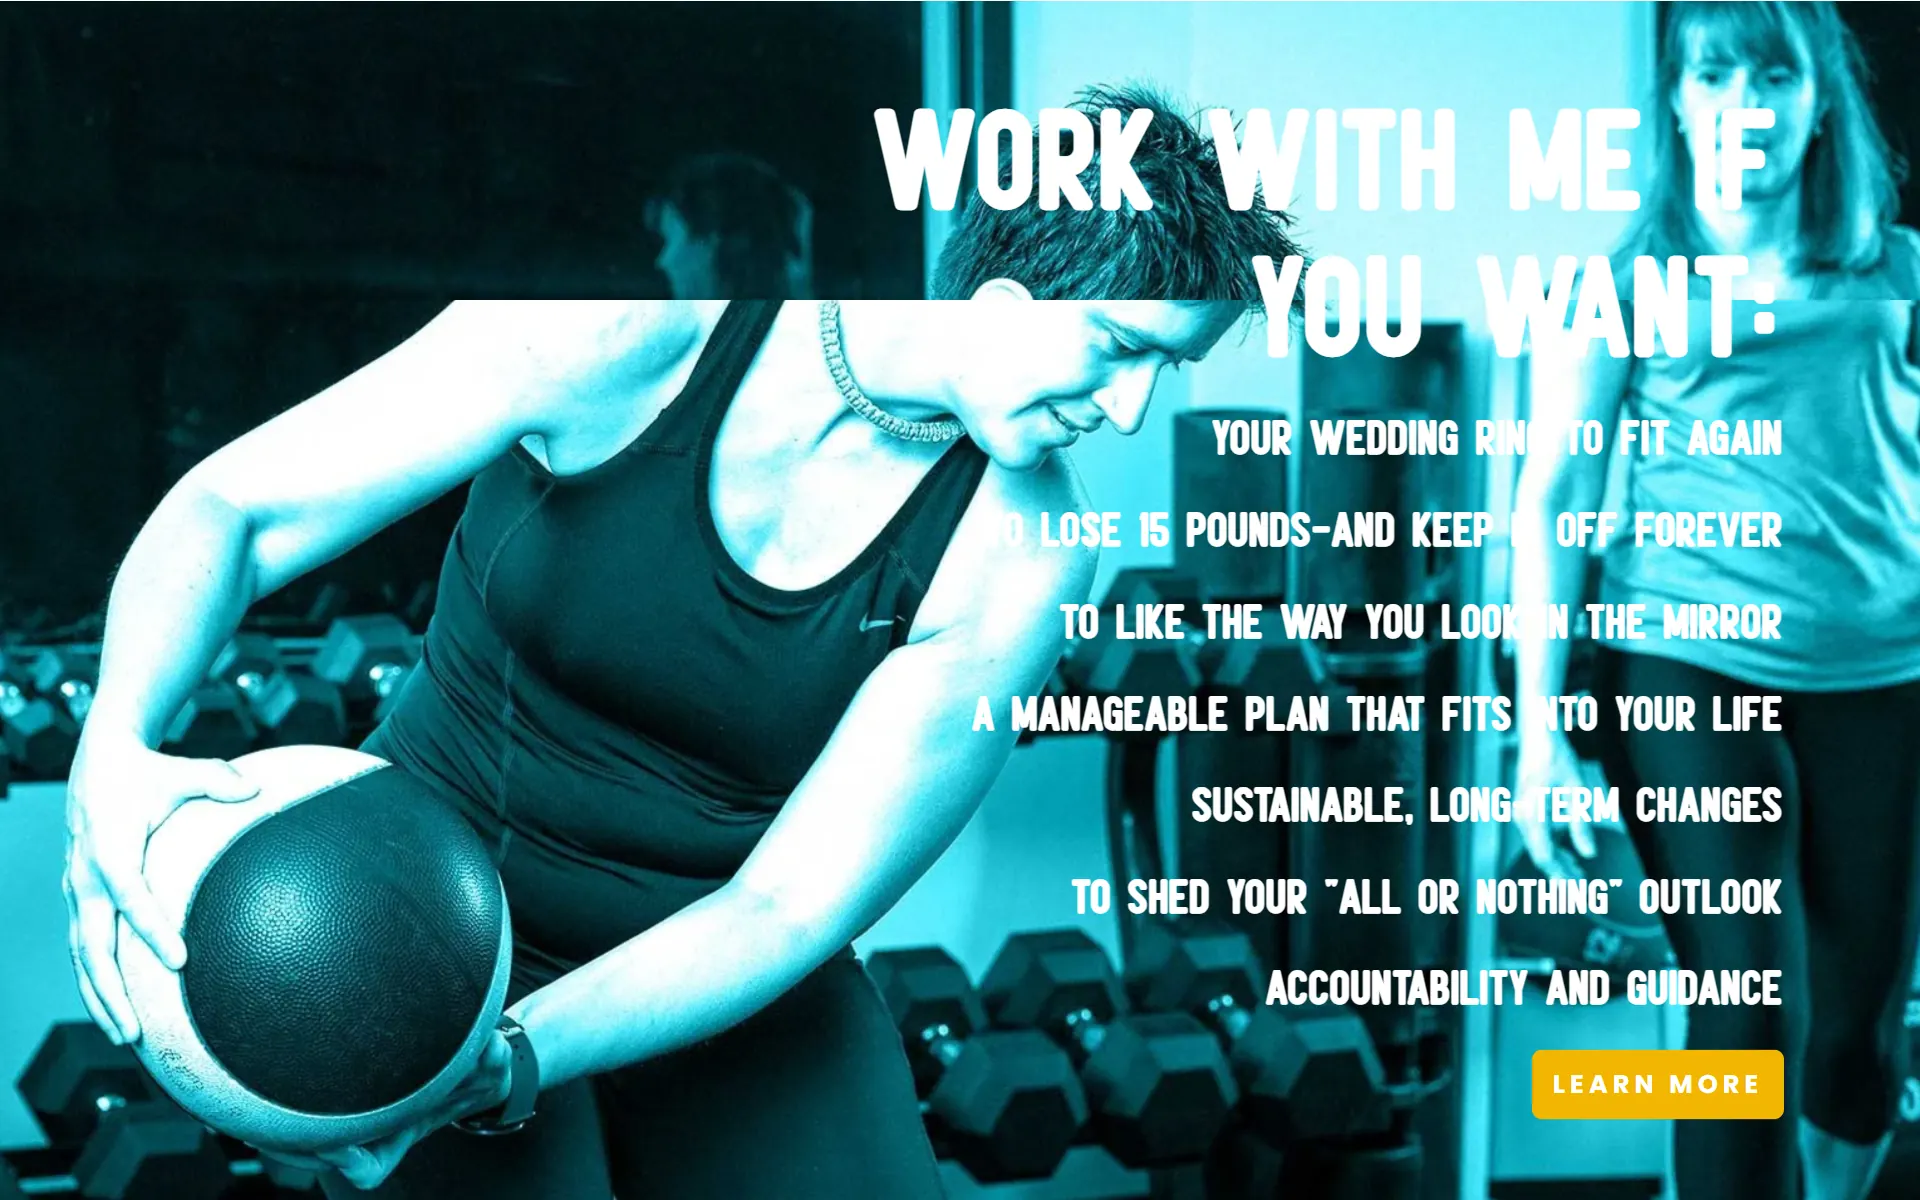 WORK WITH ME IF
YOU WANT:
YOUR WEDDING RING TO FIT AGAIN
TO LOSE 15 POUNDS-AND KEEP IT OFF FOREVER
TO LIKE THE WAY YOU LOOK IN THE MIRROR
A MANAGEABLE PLAN THAT FITS INTO YOUR LIFE
SUSTAINABLE, LONG-TERM CHANGES
TO SHED YOUR "ALL OR NOTHING" OUTLOOK
ACCOUNTABILITY AND GUIDANCE
LEARN MORE